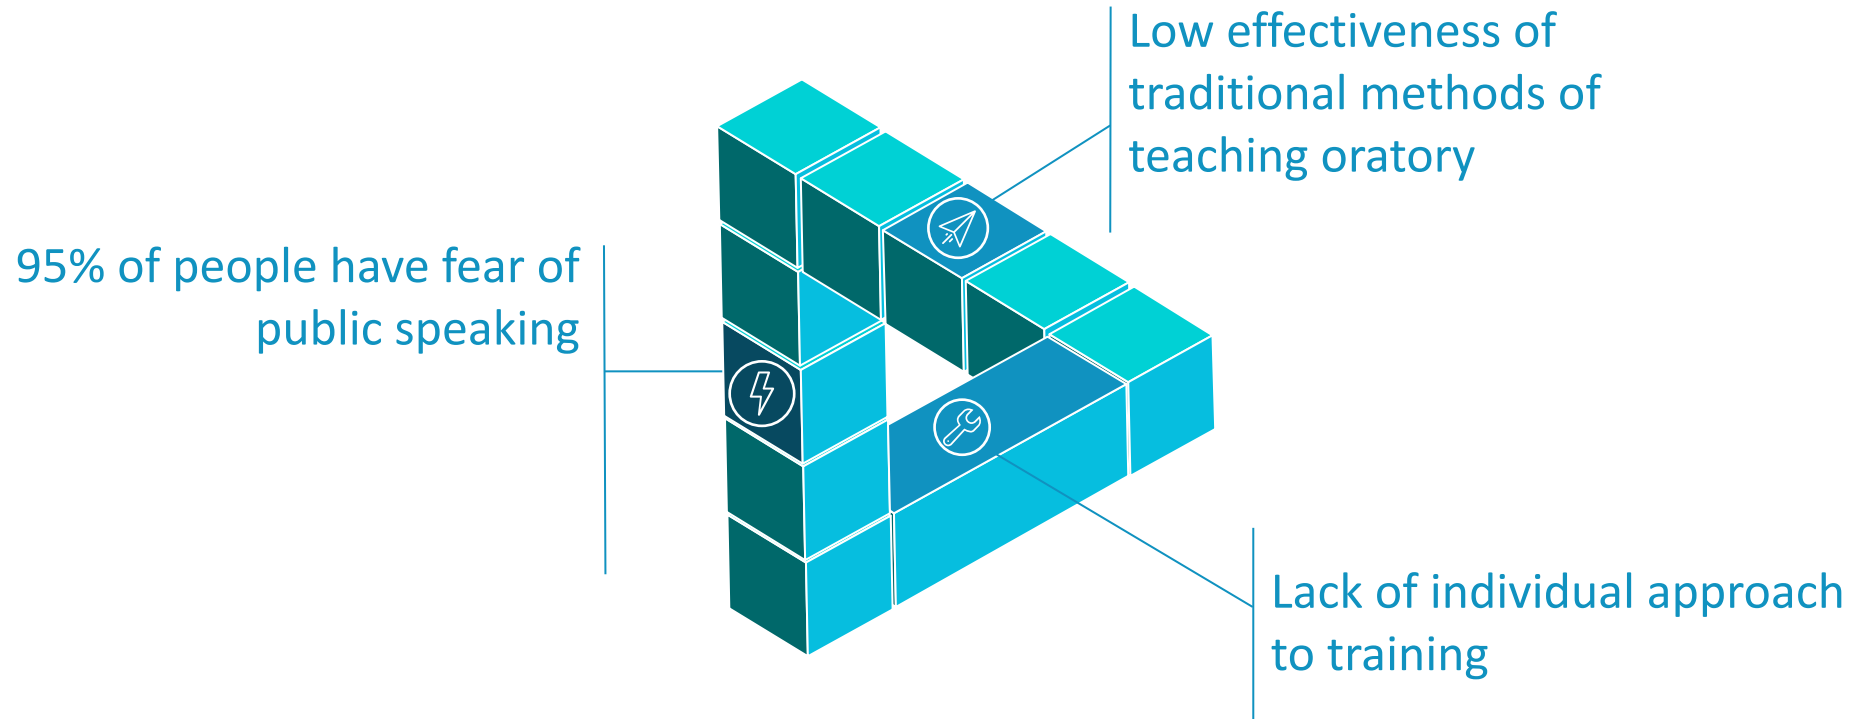 Low effectiveness of
traditional methods of
teaching oratory
95% of people have fear of
public speaking
Lack of individual approach
to training